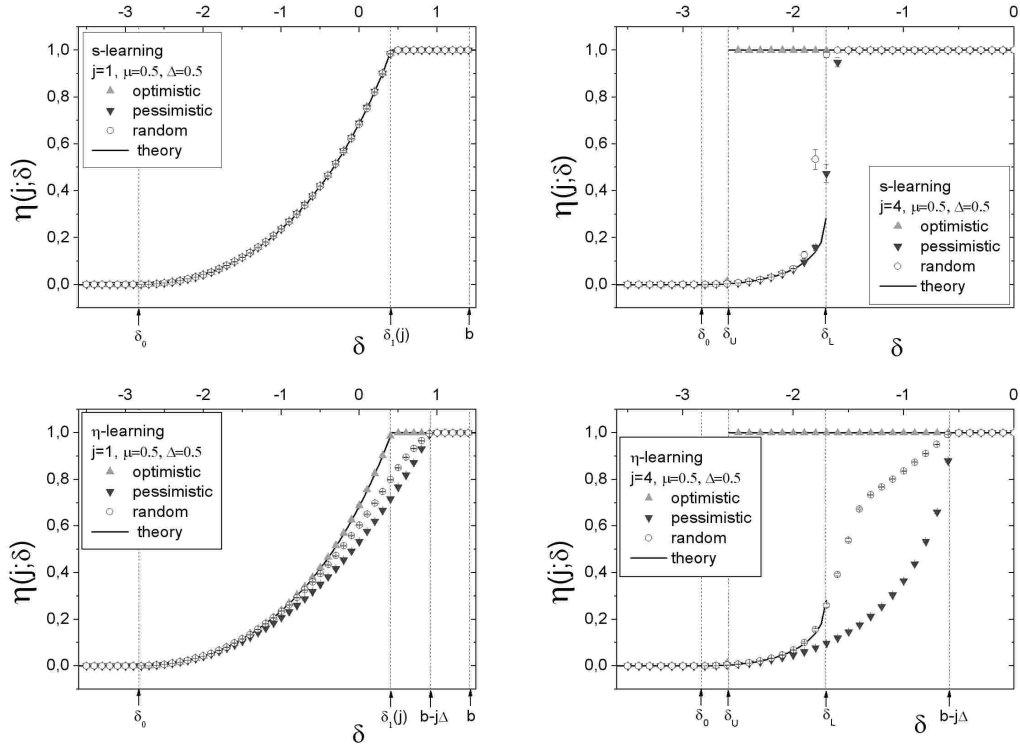 -3 -2 -1 0 1
1,0
0,8
0,6
0,4
0,2
0,0
η(j;δ)
s-learning
j=1, μ=0.5, Δ=0.5
optimistic
pessimistic
random
theory
δ₀ δ δ₁(j) b
-3 -2 -1 0
1,0
0,8
0,6
0,4
0,2
0,0
η(j;δ)
s-learning
j=4, μ=0.5, Δ=0.5
optimistic
pessimistic
random
theory
δ₀ δ_U δ_L δ
-3 -2 -1 0 1
1,0
0,8
0,6
0,4
0,2
0,0
η(j;δ)
η-learning
j=1, μ=0.5, Δ=0.5
optimistic
pessimistic
random
theory
δ₀ δ δ₁(j) b-jΔ b
-3 -2 -1 0
1,0
0,8
0,6
0,4
0,2
0,0
η(j;δ)
η-learning
j=4, μ=0.5, Δ=0.5
optimistic
pessimistic
random
theory
δ₀ δ_U δ_L δ b-jΔ